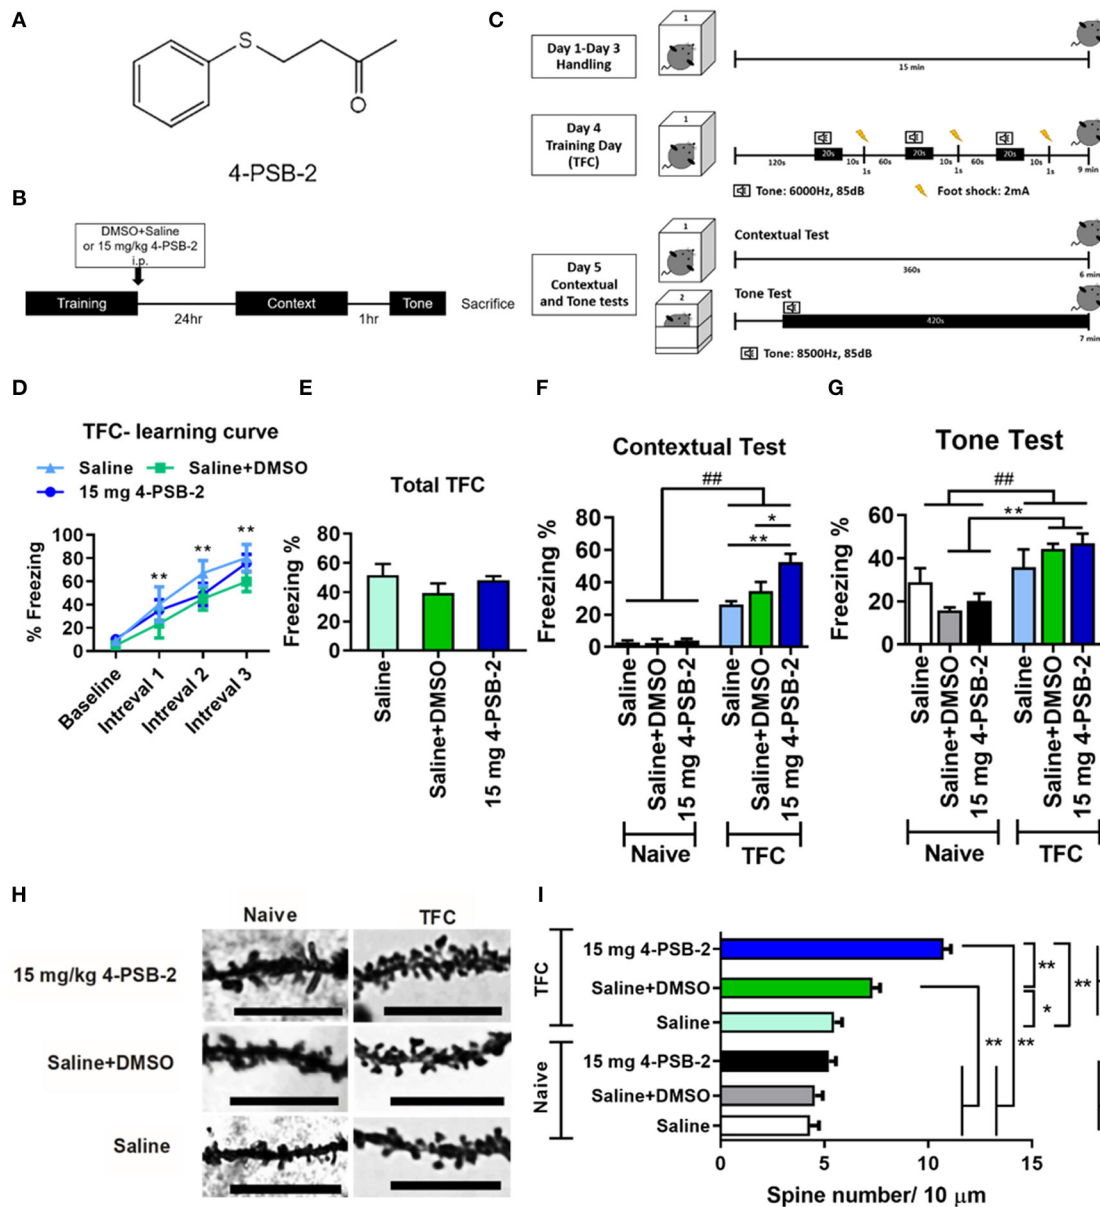 A
S
O
4-PSB-2
B
DMSO+Saline
or 15 mg/kg 4-PSB-2
i.p.
Training
Context
Tone
Sacrifice
24hr
1hr
C
Day 1-Day 3
Handling
1
15 min
Day 4
Training Day
(TFC)
1
120s
20s
10s
1s
60s
20s
10s
1s
60s
20s
10s
1s
9 min
Tone: 6000Hz, 85dB
Foot shock: 2mA
Day 5
Contextual
and Tone tests
1
2
Contextual Test
360s
6 min
Tone Test
420s
7 min
Tone: 8500Hz, 85dB
D
TFC- learning curve
Saline
Saline+DMSO
15 mg 4-PSB-2
% Freezing
100
80
60
40
20
0
**
**
**
Baseline
Intreval 1
Intreval 2
Intreval 3
E
Total TFC
Freezing %
80
60
40
20
0
Saline
Saline+DMSO
15 mg 4-PSB-2
F
Contextual Test
##
*
**
Freezing %
80
60
40
20
0
Saline
Saline+DMSO
15 mg 4-PSB-2
Saline
Saline+DMSO
15 mg 4-PSB-2
Naive
TFC
G
Tone Test
##
**
Freezing %
60
40
20
0
Saline
Saline+DMSO
15 mg 4-PSB-2
Saline
Saline+DMSO
15 mg 4-PSB-2
Naive
TFC
H
Naive
TFC
15 mg/kg 4-PSB-2
Saline+DMSO
Saline
I
TFC
Naive
15 mg 4-PSB-2
Saline+DMSO
Saline
15 mg 4-PSB-2
Saline+DMSO
Saline
**
*
**
**
**
0
5
10
15
Spine number/ 10 μm